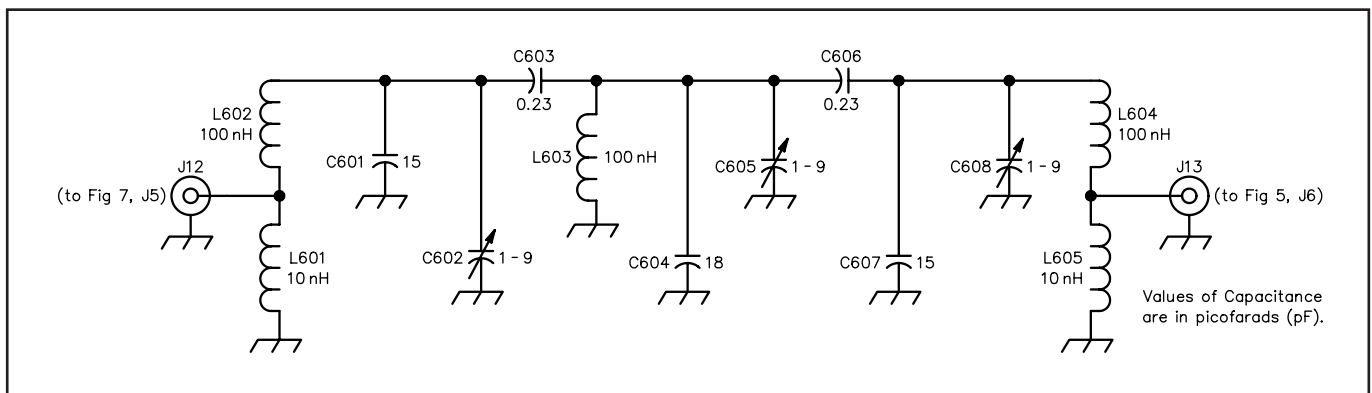 C603
0.23
C606
0.23
L602
100 nH
J12
(to Fig 7, J5)
L601
10 nH
C601
15
C602
1 - 9
L603
100 nH
C604
18
C605
1 - 9
C607
15
C608
1 - 9
L604
100 nH
J13
(to Fig 5, J6)
L605
10 nH
Values of Capacitance
are in picofarads (pF).